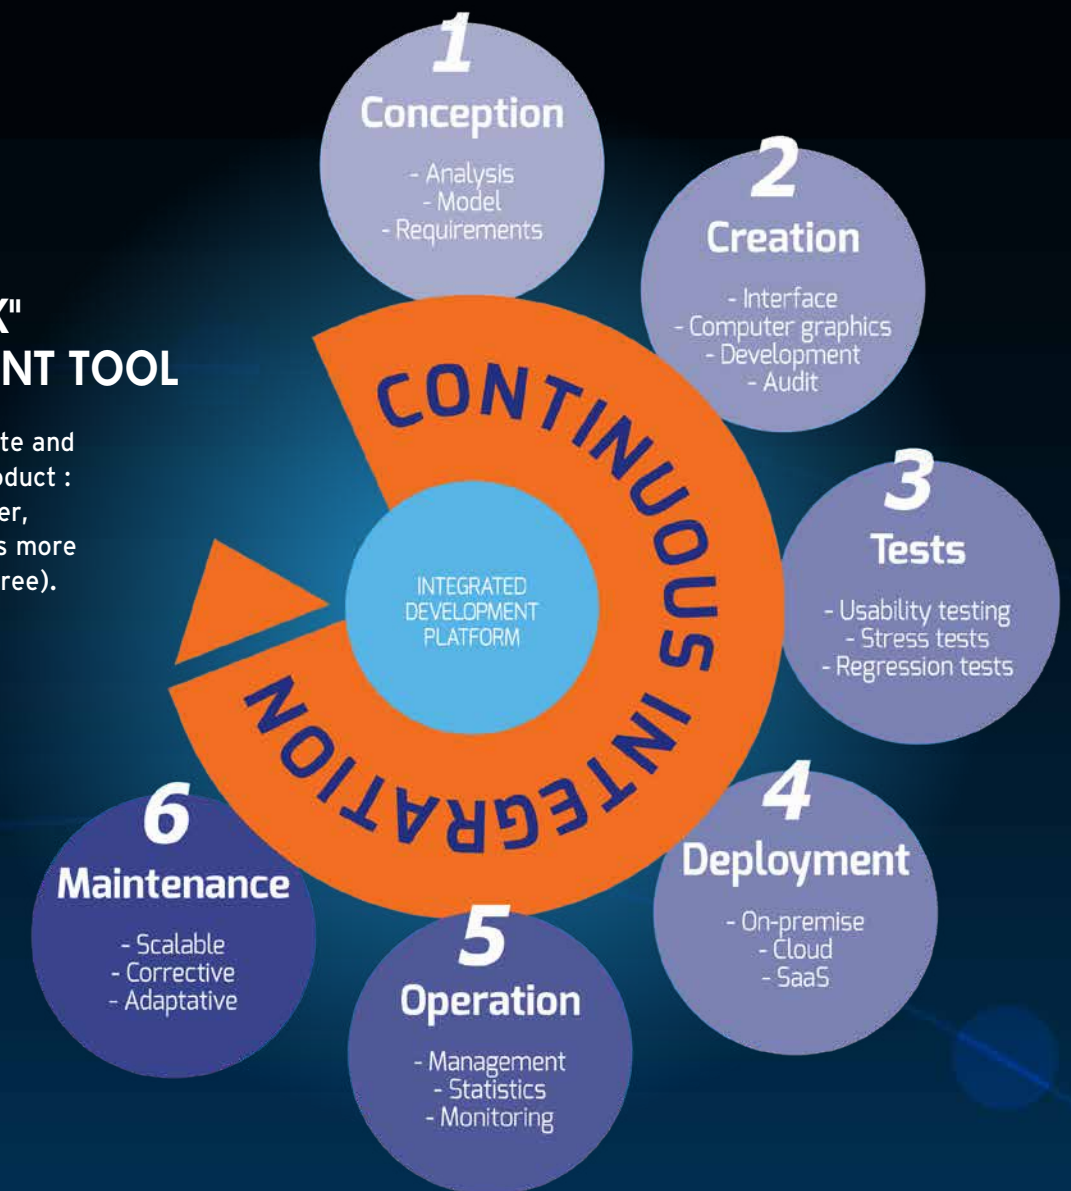 1
Conception
- Analysis
- Model
- Requirements
2
Creation
- Interface
- Computer graphics
- Development
- Audit
X"
NT TOOL
te and
oduct :
er,
s more
ree).
CONTINUOUS INTEGRATION
INTEGRATED
DEVELOPMENT
PLATFORM
3
Tests
- Usability testing
- Stress tests
- Regression tests
4
Deployment
- On-premise
- Cloud
- SaaS
5
Operation
- Management
- Statistics
- Monitoring
6
Maintenance
- Scalable
- Corrective
- Adaptative